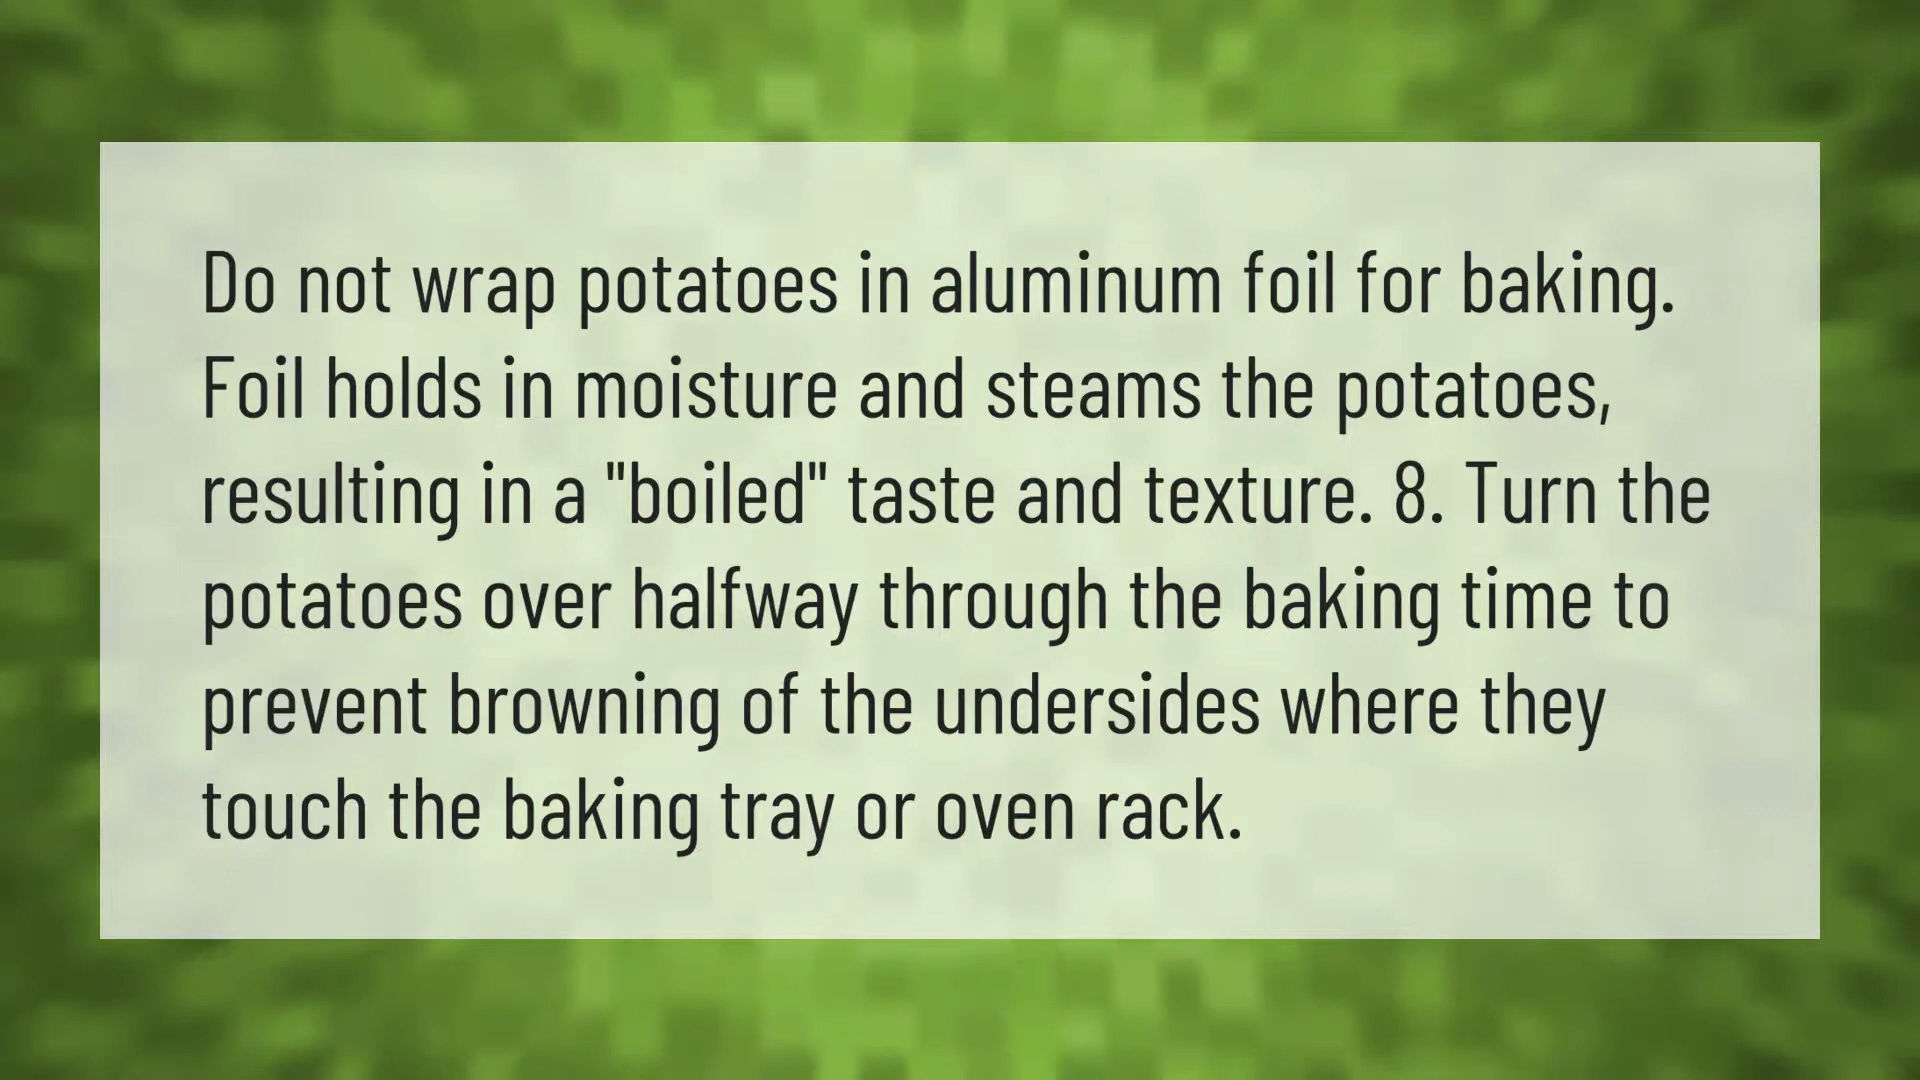 Do not wrap potatoes in aluminum foil for baking.
Foil holds in moisture and steams the potatoes,
resulting in a "boiled" taste and texture. 8. Turn the
potatoes over halfway through the baking time to
prevent browning of the undersides where they
touch the baking tray or oven rack.